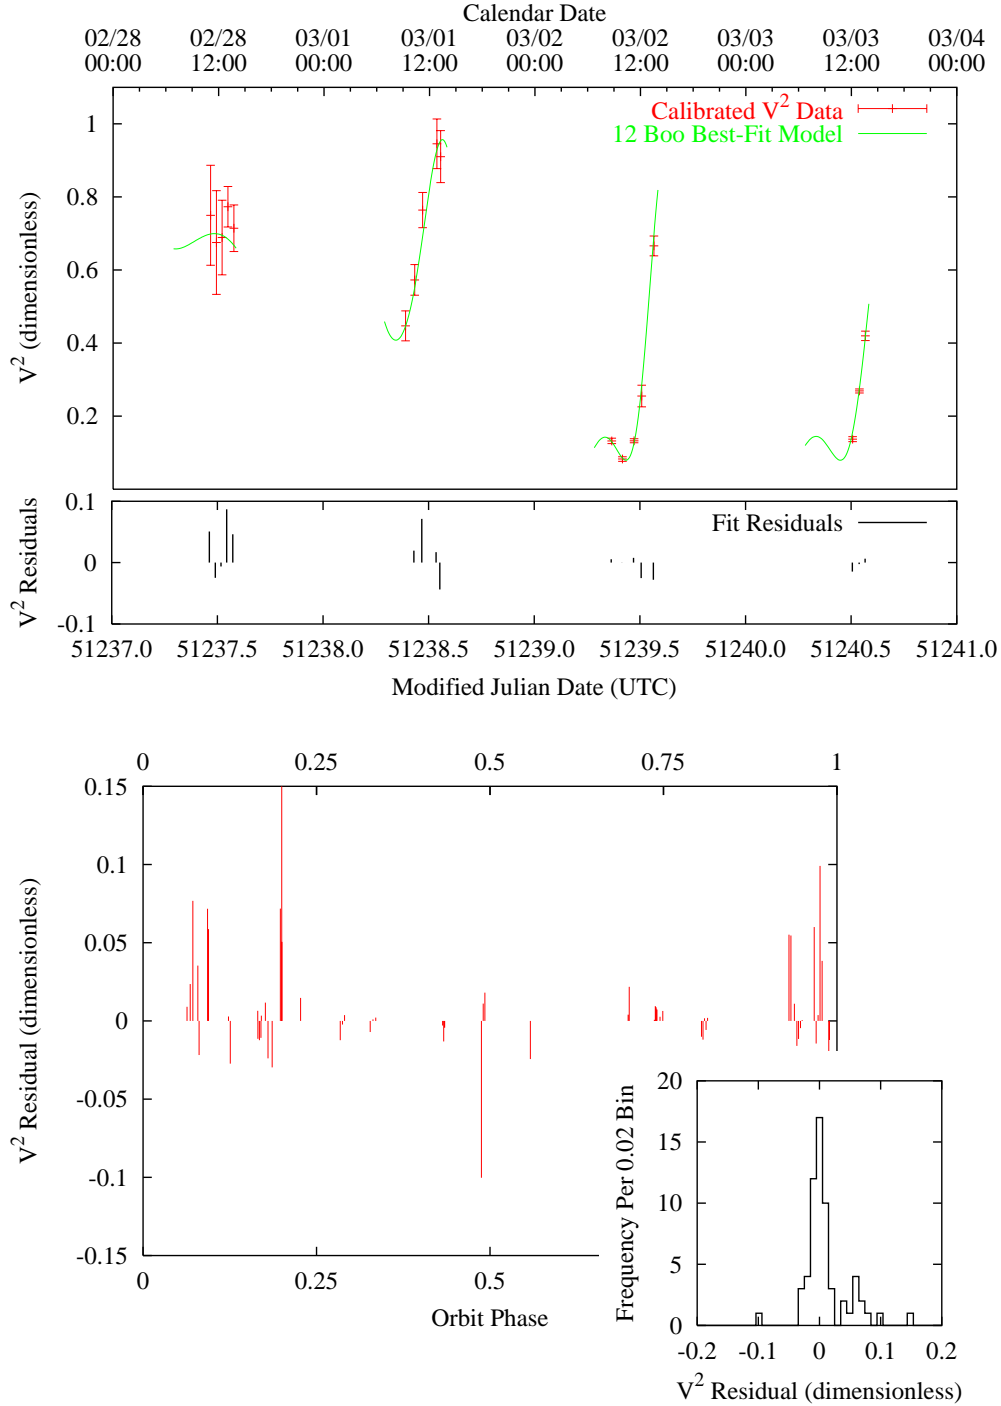 Calendar Date
02/28 02/28 03/01 03/01 03/02 03/02 03/03 03/03 03/04
00:00 12:00 00:00 12:00 00:00 12:00 00:00 12:00 00:00
Calibrated V² Data
12 Boo Best-Fit Model
V² (dimensionless)
1
0.8
0.6
0.4
0.2
V² Residuals
Fit Residuals
0.1
0
-0.1
51237.0 51237.5 51238.0 51238.5 51239.0 51239.5 51240.0 51240.5 51241.0
Modified Julian Date (UTC)
0 0.25 0.5 0.75 1
V² Residual (dimensionless)
0.15
0.1
0.05
0
-0.05
-0.1
-0.15
0 0.25 0.5
Orbit Phase
Frequency Per 0.02 Bin
20
15
10
5
0
-0.2 -0.1 0 0.1 0.2
V² Residual (dimensionless)